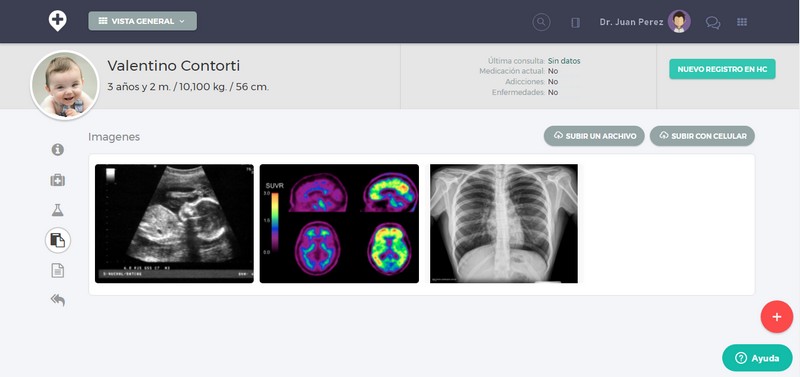 VISTA GENERAL
Dr. Juan Perez
Valentino Contorti
3 años y 2 m. / 10,100 kg. / 56 cm.
Última consulta: Sin datos
Medicación actual: No
Adicciones: No
Enfermedades: No
NUEVO REGISTRO EN HC
Imagenes
SUBIR UN ARCHIVO
SUBIR CON CELULAR
SUVR
Ayuda